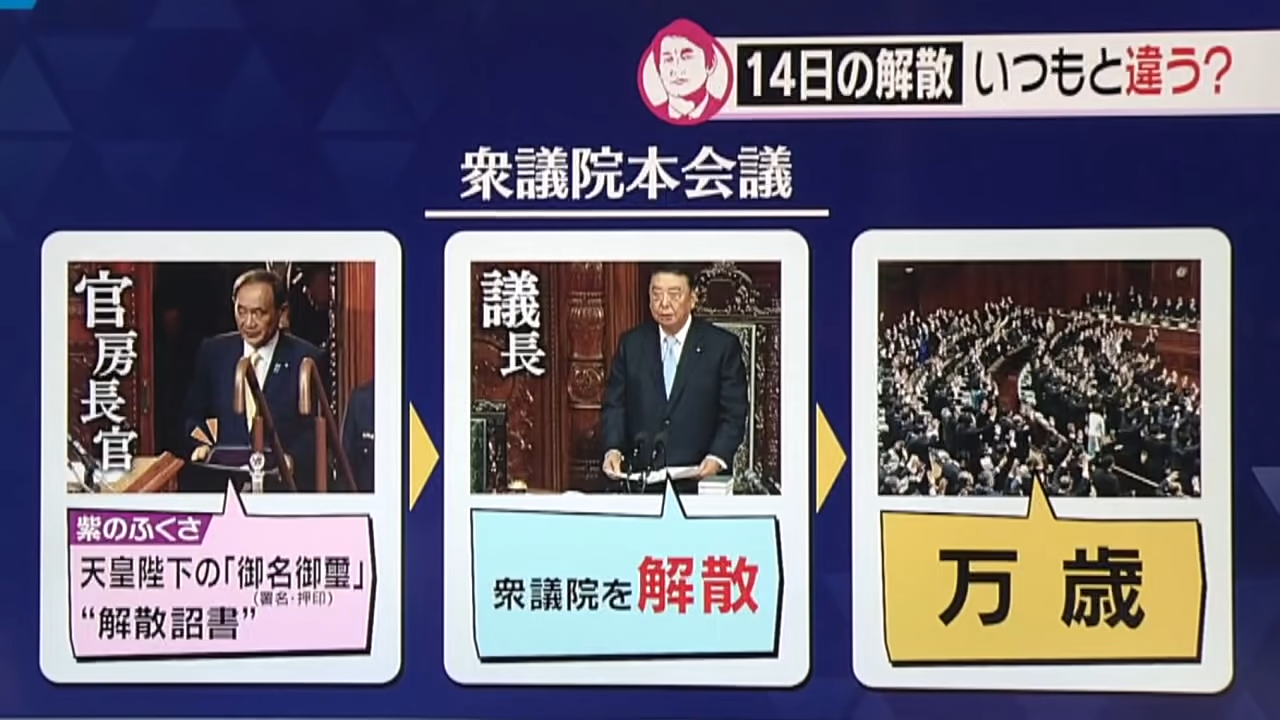 14日の解散 いつもと違う?
衆議院本会議
官房長官
議長
紫のふくさ
天皇陛下の「御名御璽」
(署名・押印)
“解散詔書”
衆議院を解散
万歳